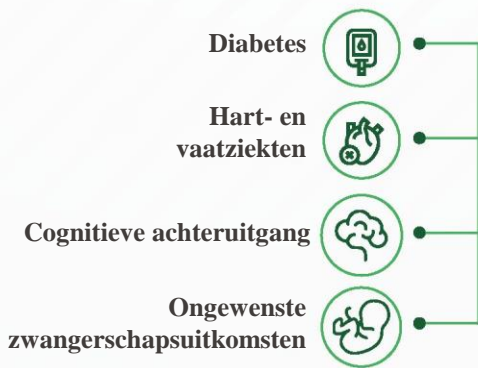 Diabetes
Hart- en
vaatziekten
Cognitieve achteruitgang
Ongewenste
zwangerschapsuitkomsten